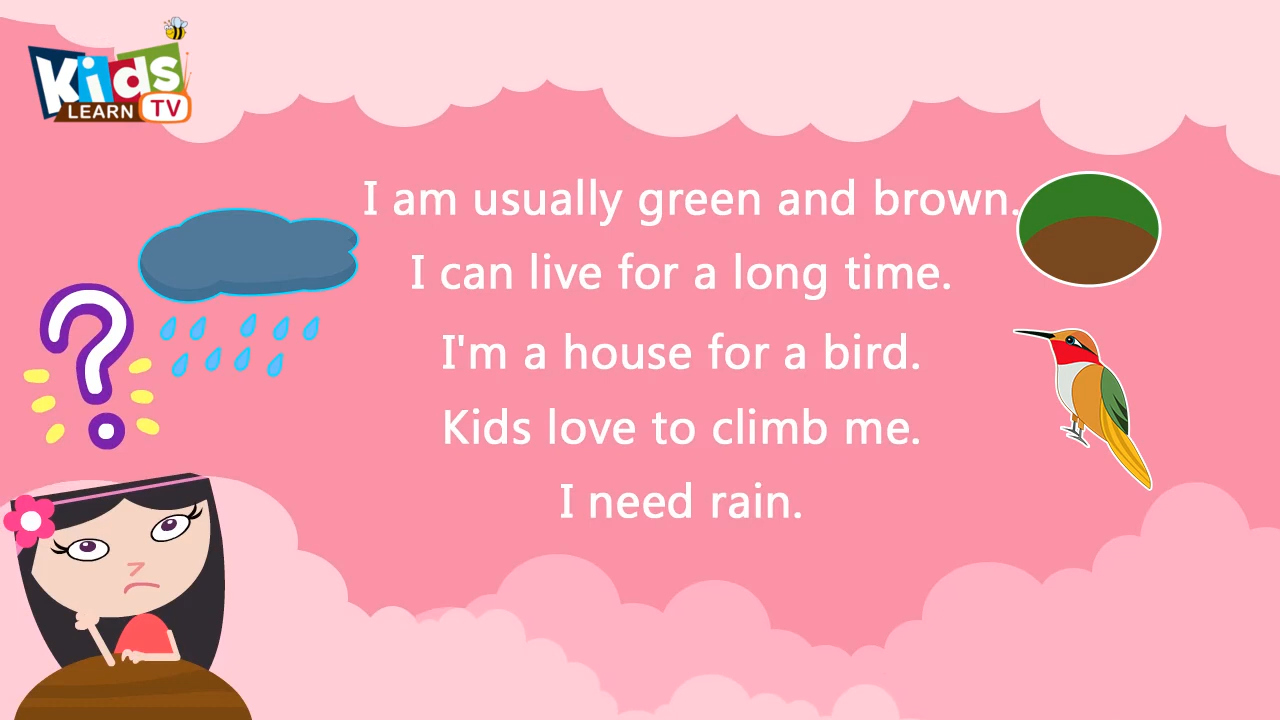 Kids
LEARN TV
I am usually green and brown.
I can live for a long time.
I'm a house for a bird.
Kids love to climb me.
I need rain.
?